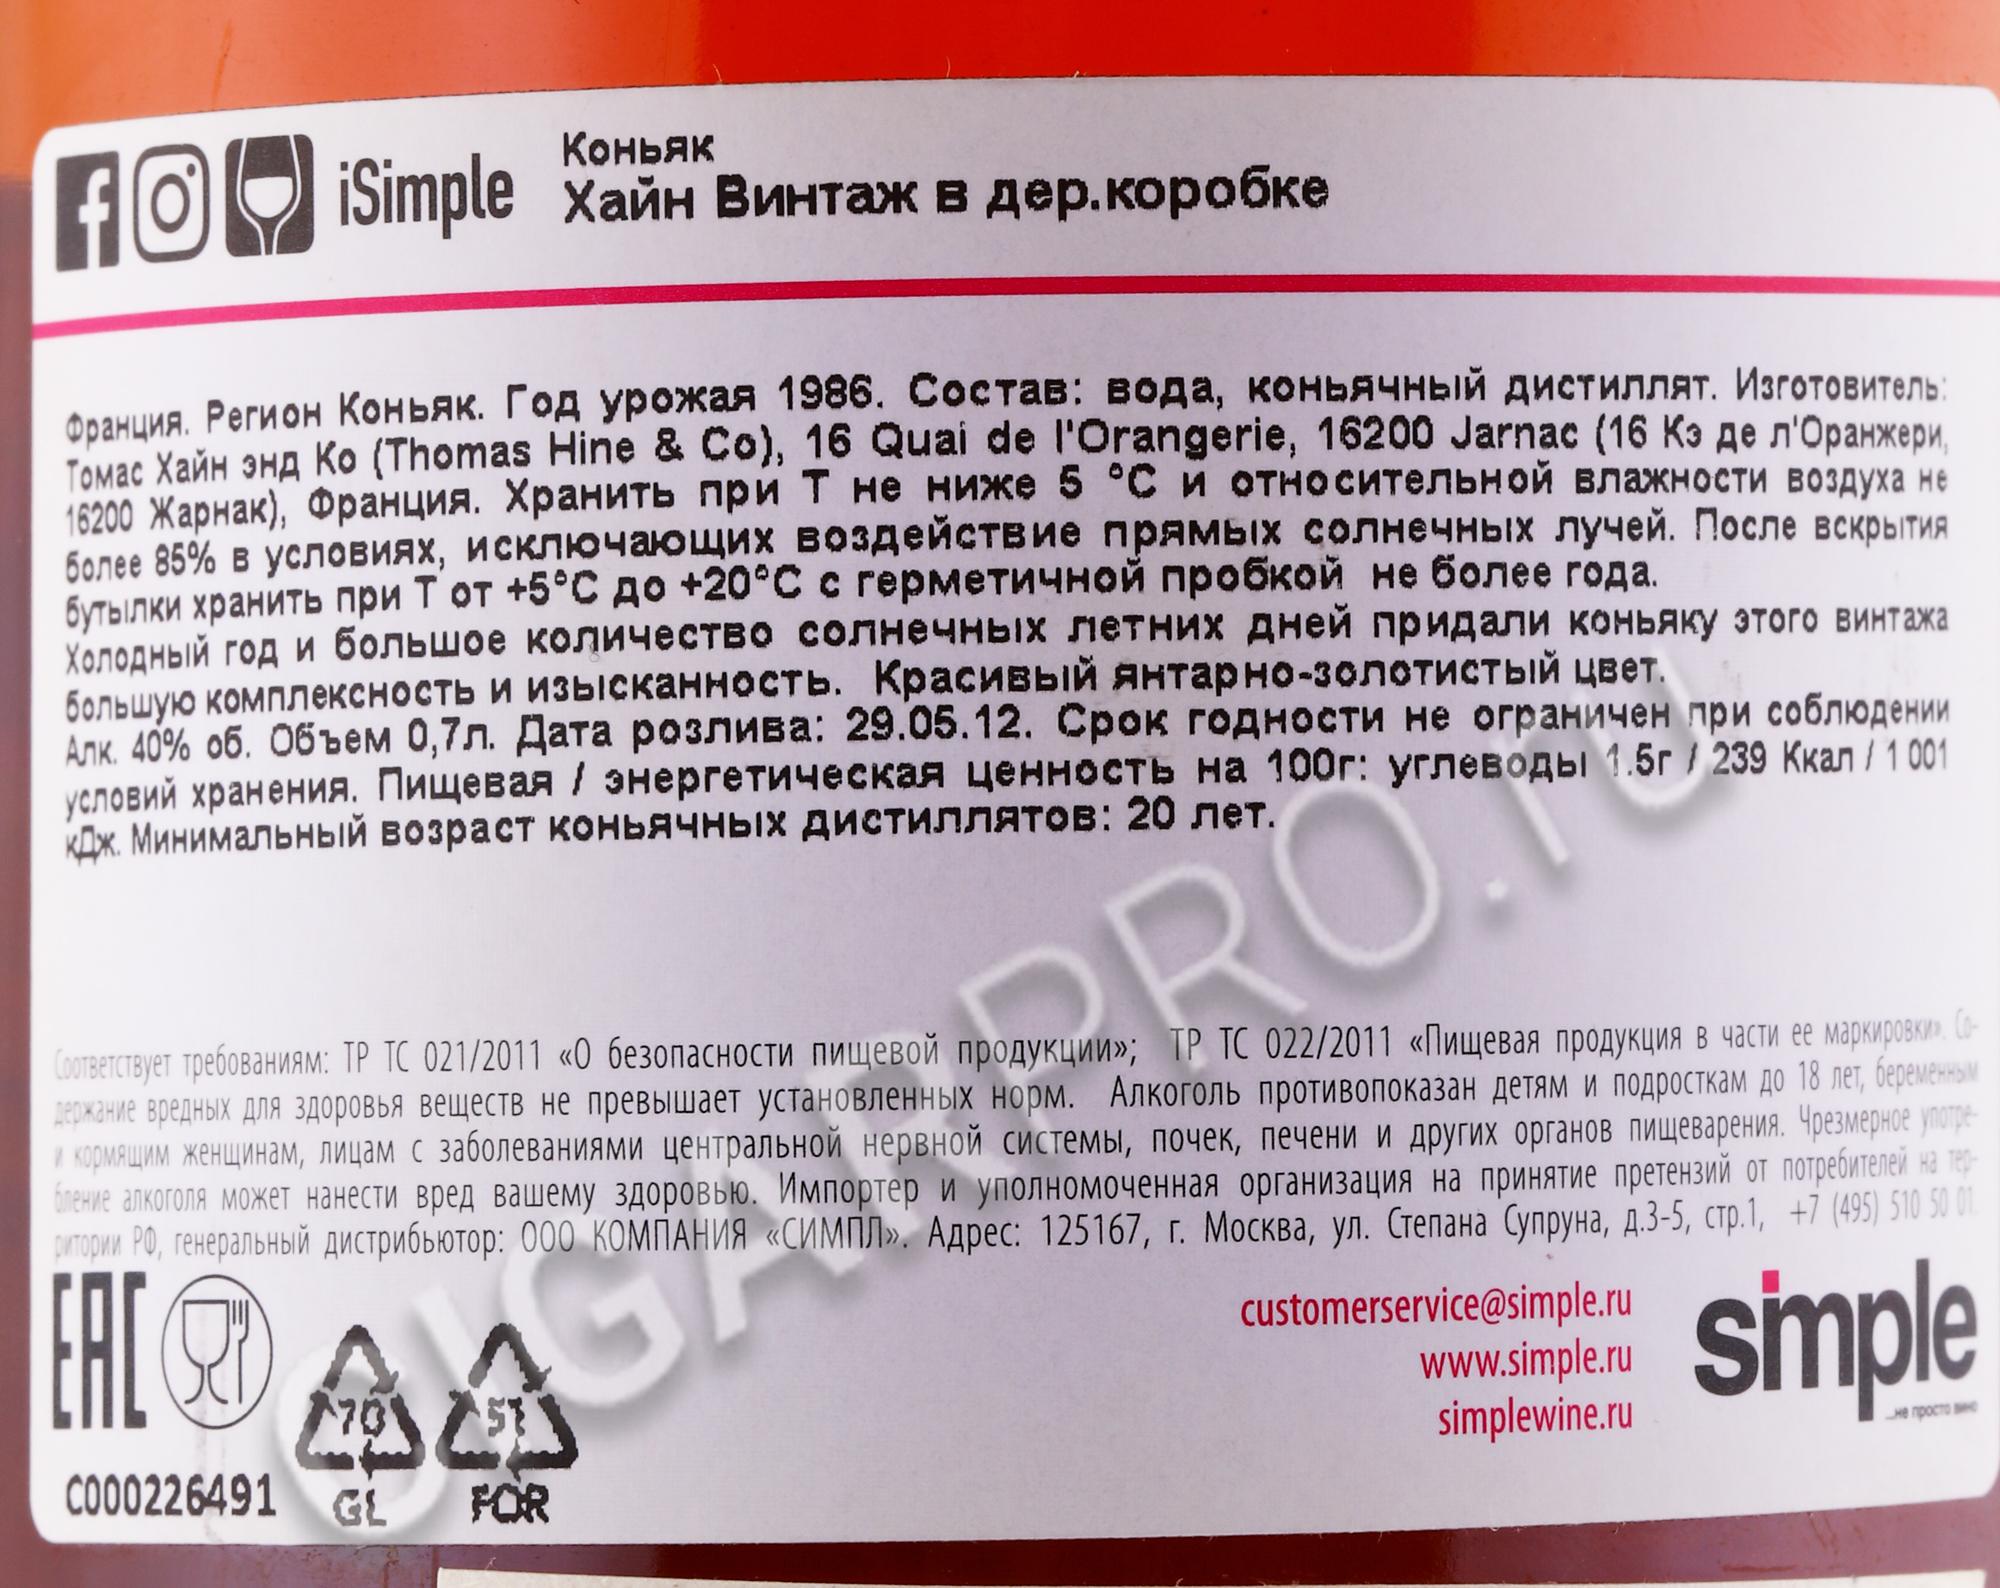 iSimple
Коньяк
Хайн Винтаж в дер.коробке
Франция. Регион Коньяк. Год урожая 1986. Состав: вода, коньячный дистиллят. Изготовитель:
Томас Хайн энд Ко (Thomas Hine & Co), 16 Quai de l'Orangerie, 16200 Jarnac (16 Кэ де л'Оранжери,
16200 Жарнак), Франция. Хранить при Т не ниже 5 °С и относительной влажности воздуха не
более 85% в условиях, исключающих воздействие прямых солнечных лучей. После вскрытия
бутылки хранить при Т от +5°С до +20°С с герметичной пробкой не более года.
Холодный год и большое количество солнечных летних дней придали коньяку этого винтажа
большую комплексность и изысканность. Красивый янтарно-золотистый цвет.
Алк. 40% об. Объем 0,7л. Дата розлива: 29.05.12. Срок годности не ограничен при соблюдении
условий хранения. Пищевая / энергетическая ценность на 100г: углеводы 1.5г / 239 Ккал / 1 001
кДж. Минимальный возраст коньячных дистиллятов: 20 лет.
Соответствует требованиям: ТР ТС 021/2011 «О безопасности пищевой продукции»; ТР ТС 022/2011 «Пищевая продукция в части ее маркировки». Со-
держание вредных для здоровья веществ не превышает установленных норм. Алкоголь противопоказан детям и подросткам до 18 лет, беременным
и кормящим женщинам, лицам с заболеваниями центральной нервной системы, почек, печени и других органов пищеварения. Чрезмерное употре-
бление алкоголя может нанести вред вашему здоровью. Импортер и уполномоченная организация на принятие претензий от потребителей на тер-
ритории РФ, генеральный дистрибьютор: ООО КОМПАНИЯ «СИМПЛ». Адрес: 125167, г. Москва, ул. Степана Супруна, д.3-5, стр.1, +7 (495) 510 50 01.
EAC
70
GL
51
FOR
C000226491
customerservice@simple.ru
www.simple.ru
simplewine.ru
simple
...не просто вино
CIGARPRO.ru